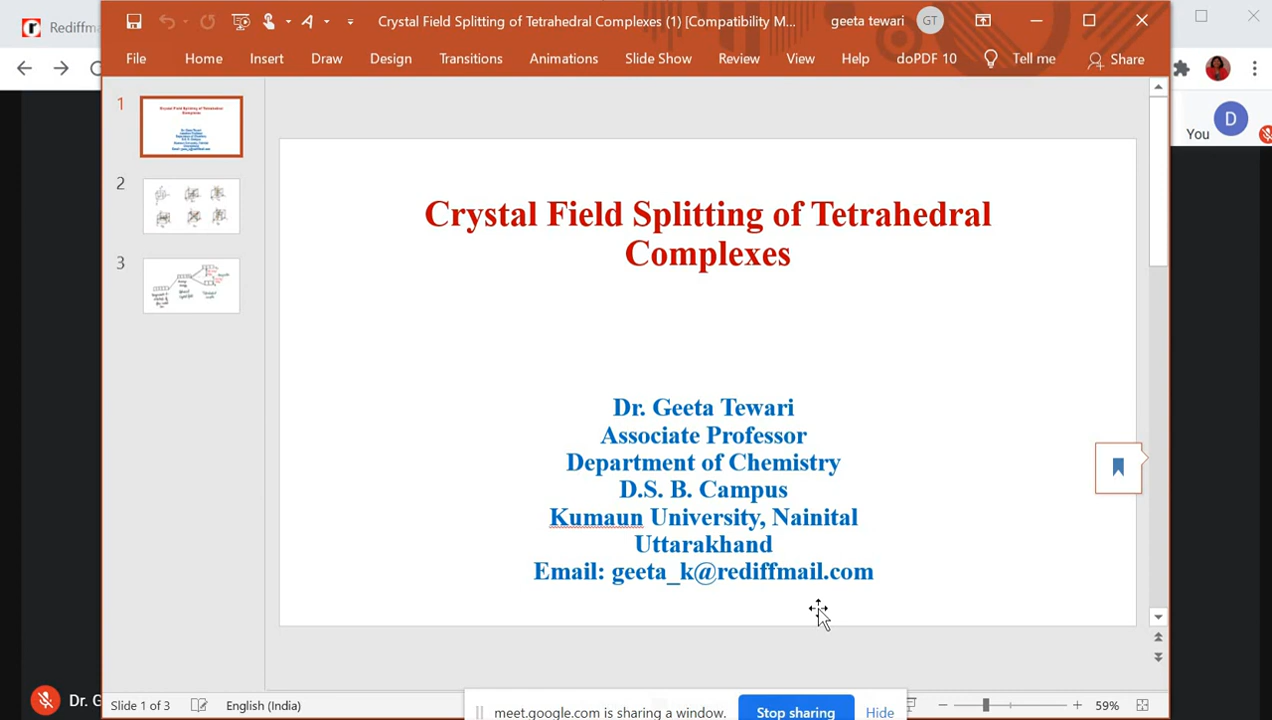 Rediffma
Crystal Field Splitting of Tetrahedral Complexes (1) [Compatibility M...
geeta tewari
GT
File Home Insert Draw Design Transitions Animations Slide Show Review View Help doPDF 10 Tell me Share
You
D
1
2
3
Crystal Field Splitting of Tetrahedral
Complexes
Dr. Geeta Tewari
Associate Professor
Department of Chemistry
D.S. B. Campus
Kumaun University, Nainital
Uttarakhand
Email: geeta_k@rediffmail.com
Dr. G
Slide 1 of 3
English (India)
meet.google.com is sharing a window.
Stop sharing
Hide
59%